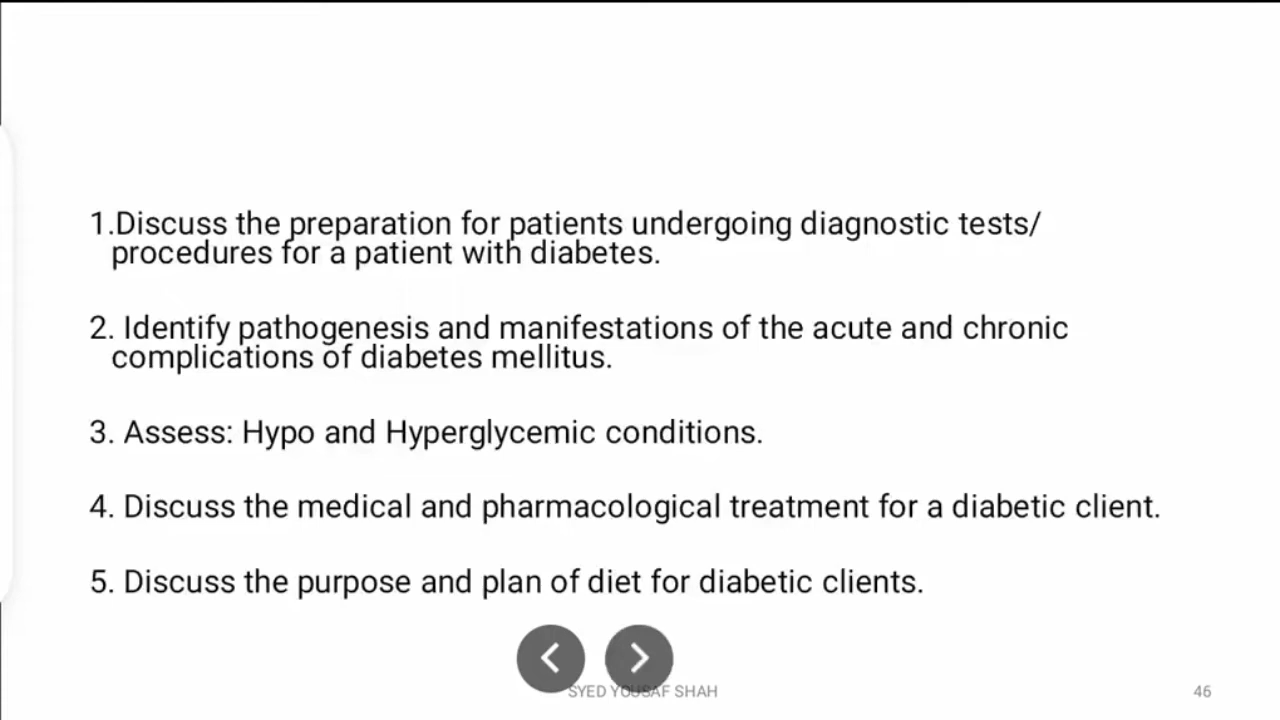 1.Discuss the preparation for patients undergoing diagnostic tests/
procedures for a patient with diabetes.
2. Identify pathogenesis and manifestations of the acute and chronic
complications of diabetes mellitus.
3. Assess: Hypo and Hyperglycemic conditions.
4. Discuss the medical and pharmacological treatment for a diabetic client.
5. Discuss the purpose and plan of diet for diabetic clients.
SYED YOUSAF SHAH
46